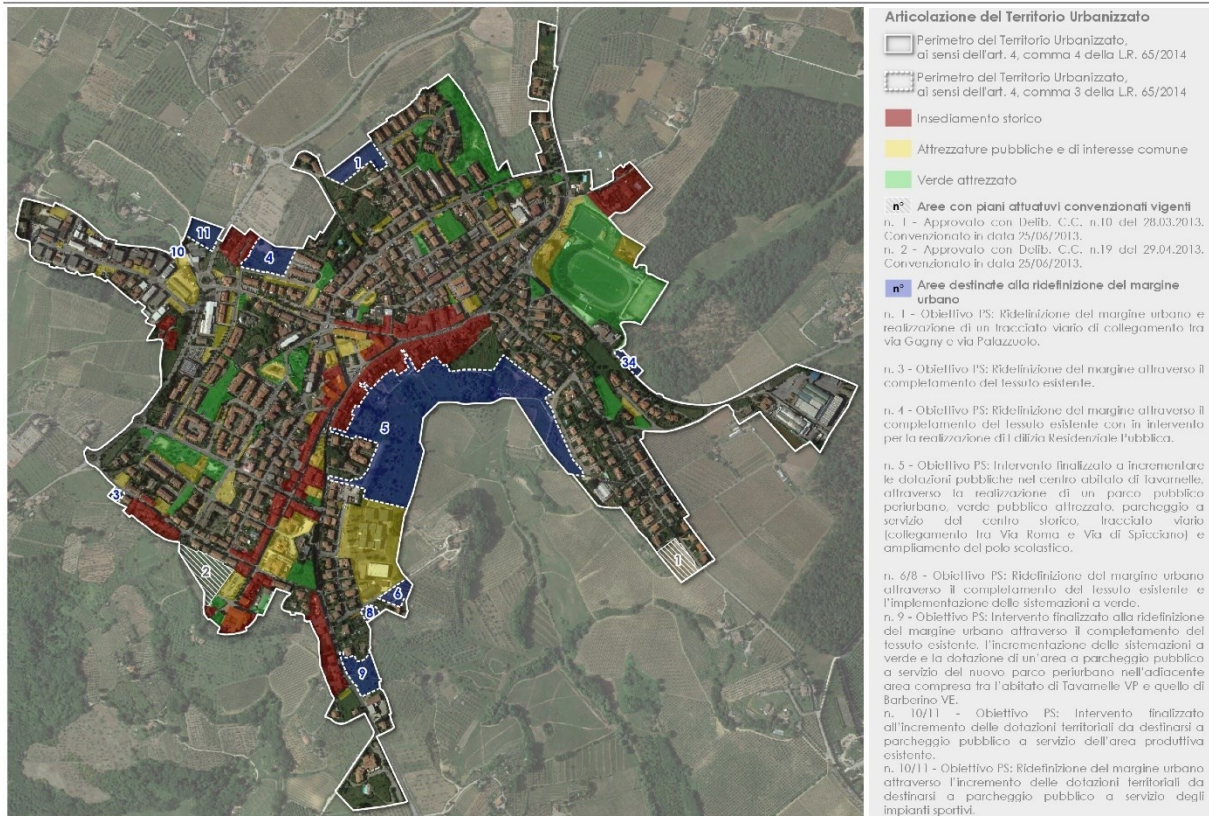 Articolazione del Territorio Urbanizzato
Perimetro del Territorio Urbanizzato,
ai sensi dell'art. 4, comma 4 della L.R. 65/2014
Perimetro del Territorio Urbanizzato,
ai sensi dell'art. 4, comma 3 della L.R. 65/2014
Insediamento storico
Attrezzature pubbliche e di interesse comune
Verde attrezzato
n° Aree con piani attuatuvi convenzionati vigenti
n. 1 - Approvato con Delib. C.C. n.10 del 28.03.2013.
Convenzionato in data 25/06/2013.
n. 2 - Approvato con Delib. C.C. n.19 del 29.04.2013.
Convenzionato in data 25/06/2013.
n° Aree destinate alla ridefinizione del margine
urbano
n. 1 - Obiettivo PS: Ridefinizione del margine urbano e
realizzazione di un tracciato viario di collegamento tra
via Gagny e via Palazzuolo.
n. 3 - Obiettivo PS: Ridefinizione del margine attraverso il
completamento del tessuto esistente.
n. 4 - Obiettivo PS: Ridefinizione del margine attraverso il
completamento del tessuto esistente con in intervento
per la realizzazione di Edilizia Residenziale Pubblica.
n. 5 - Obiettivo PS: Intervento finalizzato a incrementare
le dotazioni pubbliche nel centro abitato di Tavarnelle,
attraverso la realizzazione di un parco pubblico
periurbano, verde pubblico attrezzato, parcheggio a
servizio del centro storico, tracciato viario
(collegamento tra Via Roma e Via di Spicciano) e
ampliamento del polo scolastico.
n. 6/8 - Obiettivo PS: Ridefinizione del margine urbano
attraverso il completamento del tessuto esistente e
l'implementazione delle sistemazioni a verde.
n. 9 - Obiettivo PS: Intervento finalizzato alla ridefinizione
del margine urbano attraverso il completamento del
tessuto esistente, l'incrementazione delle sistemazioni a
verde e la dotazione di un'area a parcheggio pubblico
a servizio del nuovo parco periurbano nell'adiacente
area compresa tra l'abitato di Tavarnelle VP e quello di
Barberino VE.
n. 10/11 - Obiettivo PS: Intervento finalizzato
all'incremento delle dotazioni territoriali da destinarsi a
parcheggio pubblico a servizio dell'area produttiva
esistente.
n. 10/11 - Obiettivo PS: Ridefinizione del margine urbano
attraverso l'incremento delle dotazioni territoriali da
destinarsi a parcheggio pubblico a servizio degli
impianti sportivi.
1
11
10
4
34
5
3
2
1
6
8
9